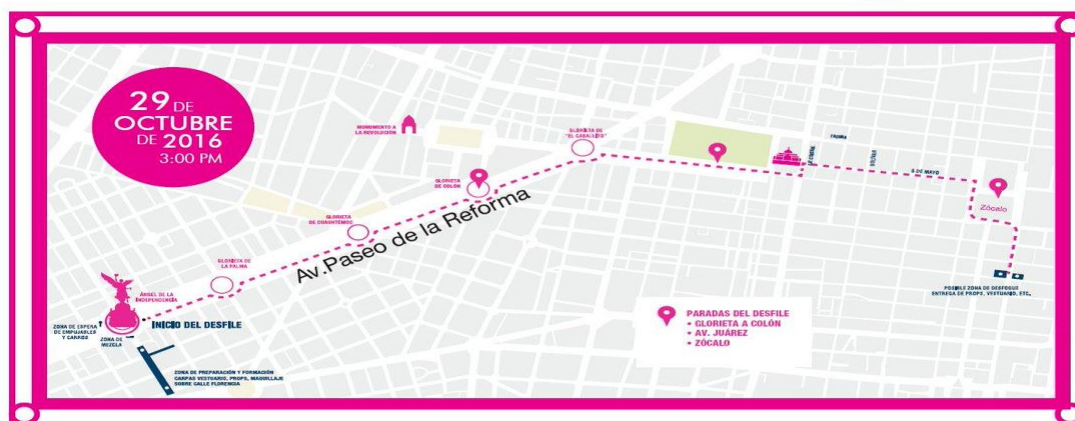 29 DE
OCTUBRE
DE 2016
3:00 PM
MONUMENTO A
LA REVOLUCIÓN
GLORIETA DE
"EL CABALLITO"
TACUBA
5 DE MAYO
GLORIETA
DE COLÓN
Zócalo
GLORIETA
DE CUAUHTÉMOC
Av.Paseo de la Reforma
GLORIETA DE
LA PALMA
ÁNGEL DE LA
INDEPENDENCIA
POSIBLE ZONA DE DESFOGUE
ENTREGA DE PROPS, VESTUARIO, ETC.
ZONA DE ESPERA
DE EMPUJABLES
Y CARROS
INICIO DEL DESFILE
ZONA DE
MEZCLA
PARADAS DEL DESFILE
• GLORIETA A COLÓN
• AV. JUÁREZ
• ZÓCALO
ZONA DE PREPARACIÓN Y FORMACIÓN
CARPAS VESTUARIO, PROPS, MAQUILLAJE
SOBRE CALLE FLORENCIA